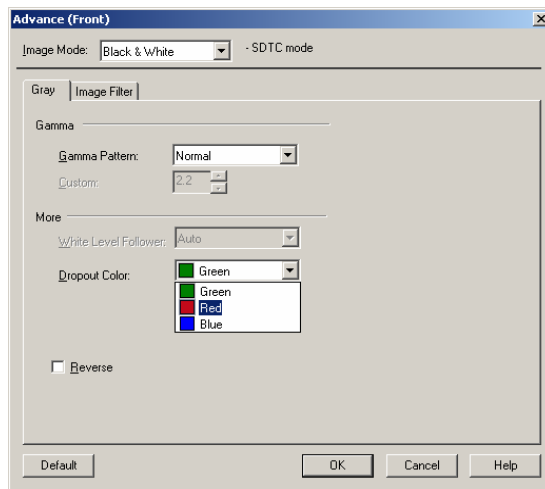 Advance (Front)
Image Mode: Black & White - SDTC mode
Gray Image Filter
Gamma
Gamma Pattern: Normal
Custom: 2.2
More
White Level Follower: Auto
Dropout Color: Green
Green
Red
Blue
Reverse
Default OK Cancel Help